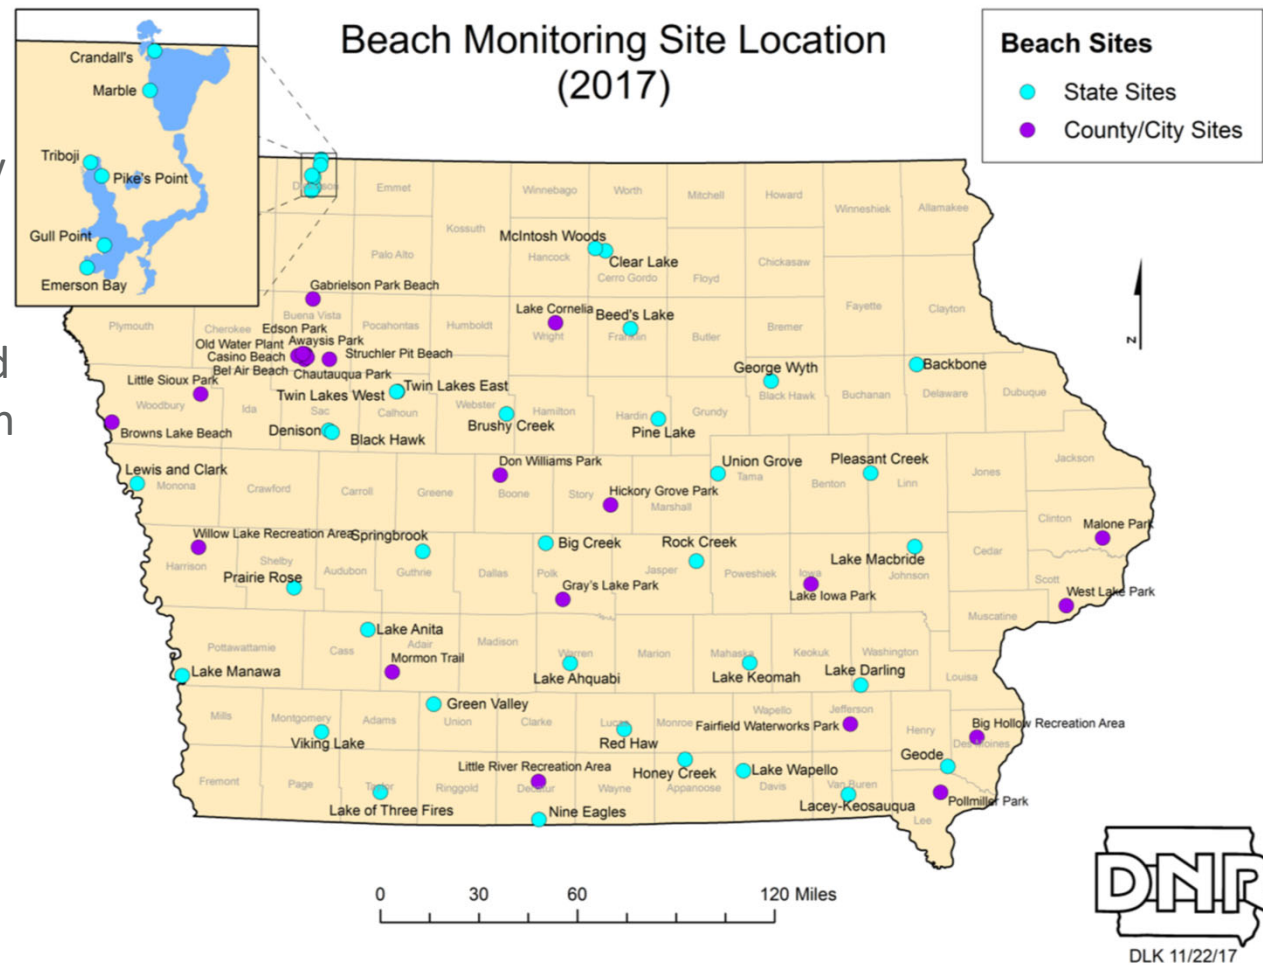 Beach Monitoring Site Location
(2017)
Beach Sites
State Sites
County/City Sites
Crandall's
Marble
Triboji
Pike's Point
Gull Point
Emerson Bay
y
d
n
Emmet
Winnebago
Worth
Mitchell
Howard
Winneshiek
Allamakee
Kossuth
McIntosh Woods
Hancock
Clear Lake
Cerro Gordo
Palo Alto
Floyd
Chickasaw
Gabrielson Park Beach
Buena Vista
Plymouth
Cherokee
Edson Park
Pocahontas
Humboldt
Lake Cornelia
Wright
Beed's Lake
Franklin
Butler
Bremer
Fayette
Clayton
Old Water Plant
Awaysis Park
Casino Beach
Struchler Pit Beach
Bel Air Beach
Chautauqua Park
Little Sioux Park
Woodbury
Ida
Sac
Twin Lakes West
Twin Lakes East
Calhoun
Webster
Hamilton
Hardin
Grundy
George Wyth
Black Hawk
Buchanan
Backbone
Delaware
Dubuque
Browns Lake Beach
Denison
Black Hawk
Brushy Creek
Pine Lake
Lewis and Clark
Monona
Crawford
Carroll
Greene
Don Williams Park
Boone
Story
Hickory Grove Park
Marshall
Union Grove
Tama
Pleasant Creek
Benton
Linn
Jones
Jackson
Clinton
Malone Park
Willow Lake Recreation Area
Harrison
Shelby
Prairie Rose
Audubon
Springbrook
Guthrie
Dallas
Big Creek
Polk
Gray's Lake Park
Rock Creek
Jasper
Poweshiek
Iowa
Lake Iowa Park
Lake Macbride
Johnson
Cedar
Scott
West Lake Park
Muscatine
Pottawattamie
Lake Manawa
Lake Anita
Cass
Adair
Mormon Trail
Madison
Warren
Lake Ahquabi
Marion
Mahaska
Lake Keomah
Keokuk
Washington
Lake Darling
Louisa
Mills
Montgomery
Viking Lake
Adams
Green Valley
Union
Clarke
Lucas
Red Haw
Monroe
Wapello
Fairfield Waterworks Park
Jefferson
Henry
Big Hollow Recreation Area
Des Moines
Geode
Fremont
Page
Taylor
Lake of Three Fires
Ringgold
Little River Recreation Area
Decatur
Nine Eagles
Wayne
Honey Creek
Appanoose
Lake Wapello
Davis
Van Buren
Lacey-Keosauqua
Pollmiller Park
Lee
N
0 30 60 120 Miles
DNR
DLK 11/22/17